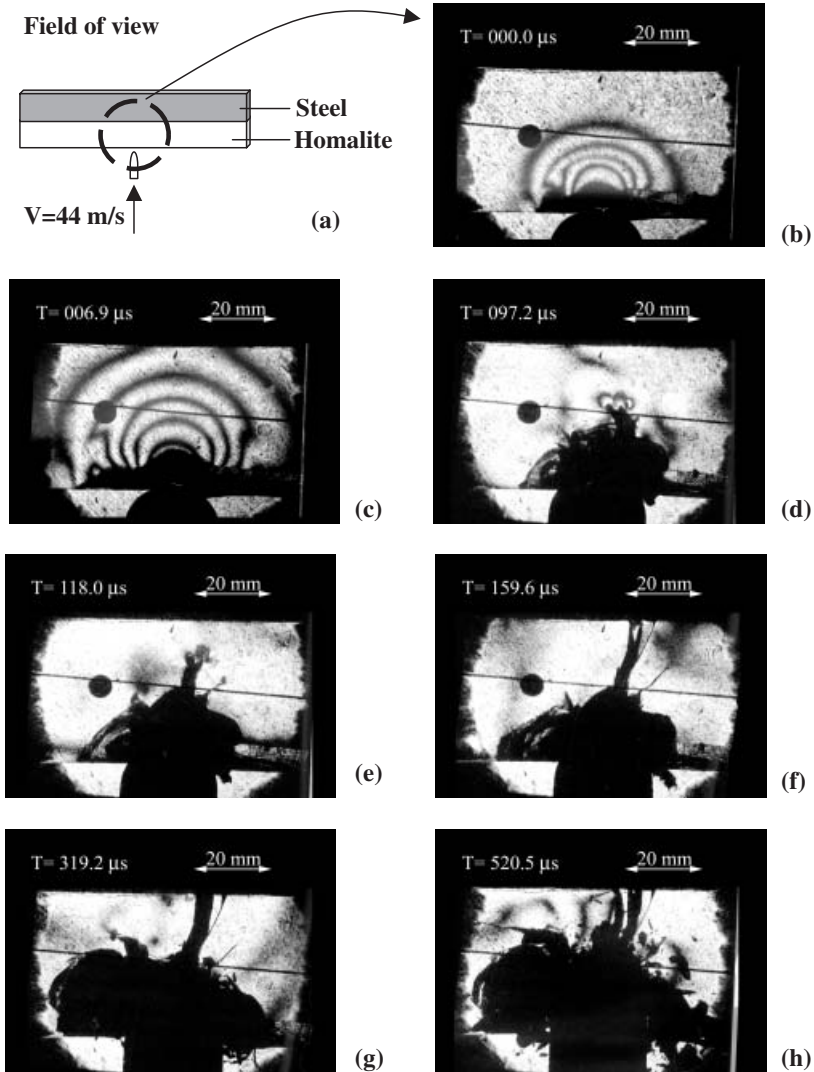 Field of view
Steel
Homalite
V=44 m/s
(a)
T= 000.0 μs
20 mm
(b)
T= 006.9 μs
20 mm
(c)
T= 097.2 μs
20 mm
(d)
T= 118.0 μs
20 mm
(e)
T= 159.6 μs
20 mm
(f)
T= 319.2 μs
20 mm
(g)
T= 520.5 μs
20 mm
(h)